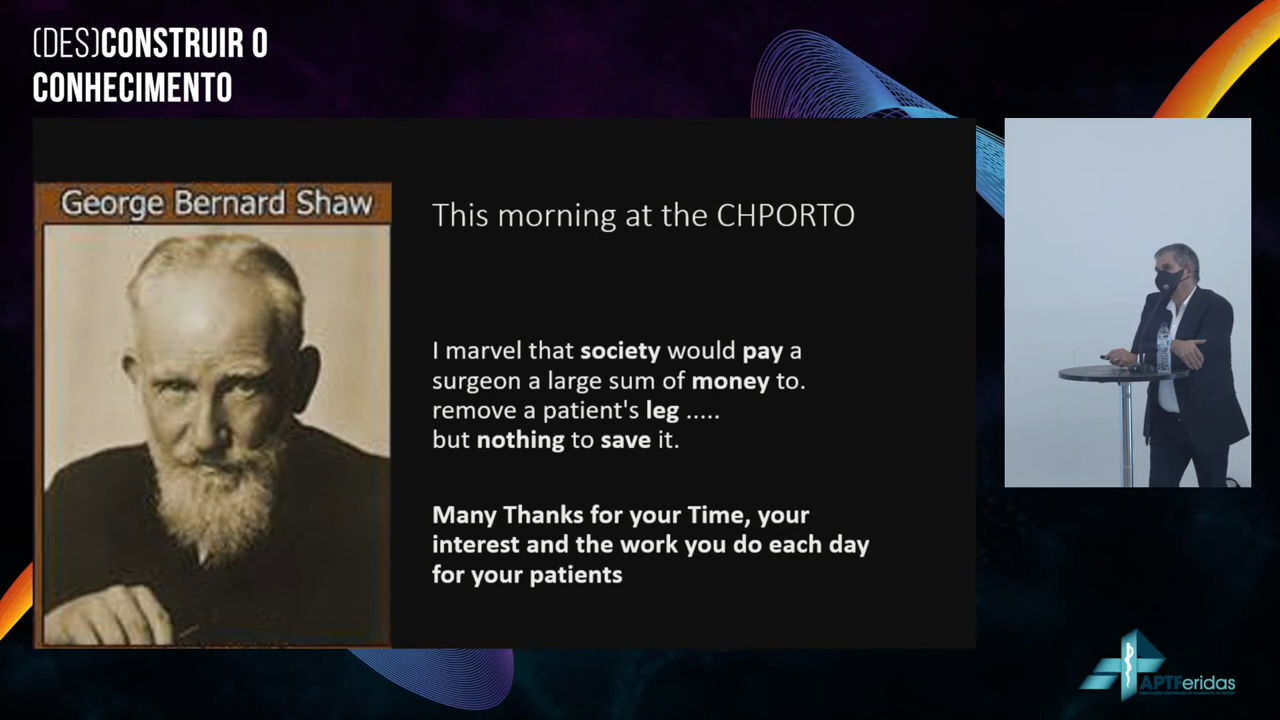 (DES)CONSTRUIR O
CONHECIMENTO
George Bernard Shaw
This morning at the CHPORTO
I marvel that society would pay a
surgeon a large sum of money to.
remove a patient's leg .....
but nothing to save it.
Many Thanks for your Time, your
interest and the work you do each day
for your patients
APTFeridas